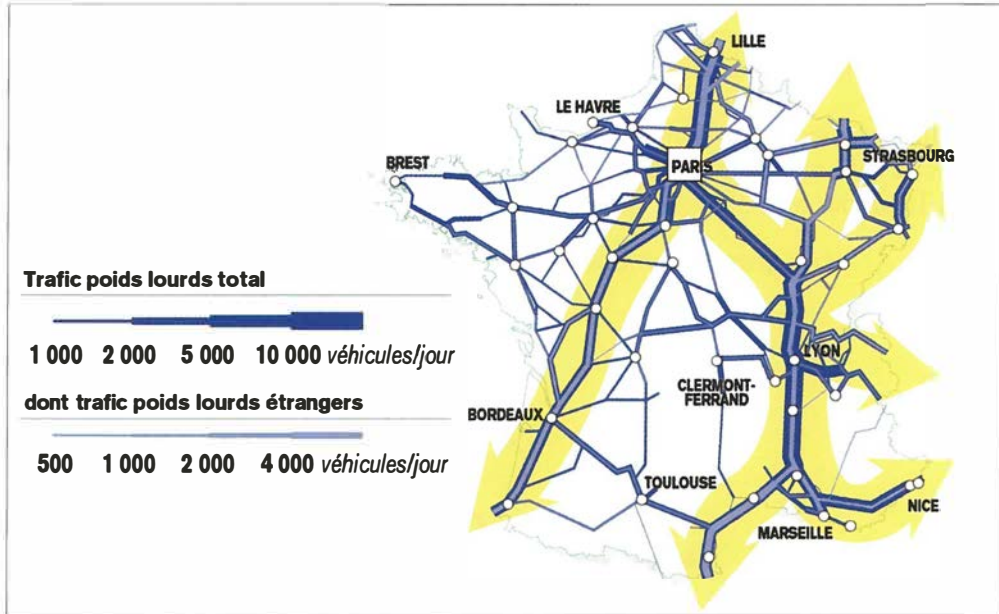 LILLE
LE HAVRE
PARIS
STRASBOURG
BREST
Trafic poids lourds total
1 000 2 000 5 000 10 000 véhicules/jour
LYON
CLERMONT-
FERRAND
dont trafic poids lourds étrangers
BORDEAUX
500 1 000 2 000 4 000 véhicules/jour
TOULOUSE
NICE
MARSEILLE